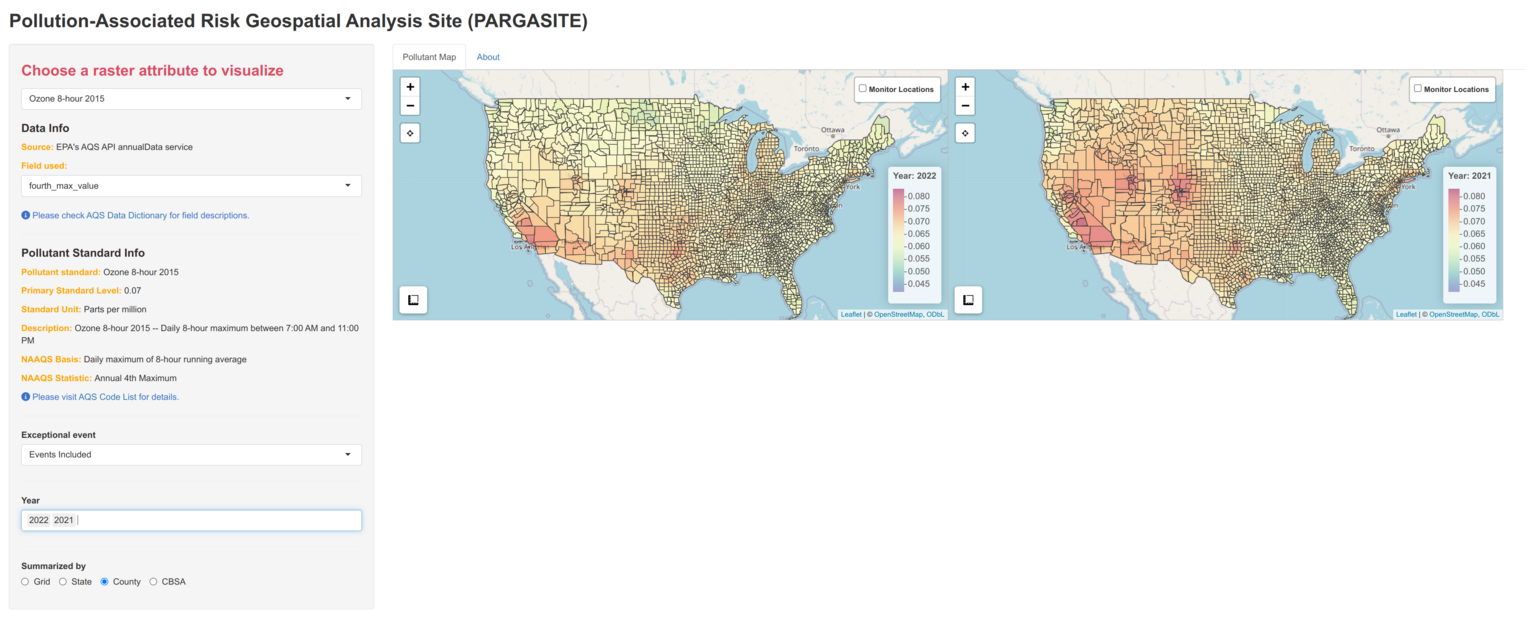 Pollution-Associated Risk Geospatial Analysis Site (PARGASITE)
Choose a raster attribute to visualize
Ozone 8-hour 2015
Data Info
Source: EPA's AQS API annualData service
Field used:
fourth_max_value
Please check AQS Data Dictionary for field descriptions.
Pollutant Standard Info
Pollutant standard: Ozone 8-hour 2015
Primary Standard Level: 0.07
Standard Unit: Parts per million
Description: Ozone 8-hour 2015 -- Daily 8-hour maximum between 7:00 AM and 11:00
PM
NAAQS Basis: Daily maximum of 8-hour running average
NAAQS Statistic: Annual 4th Maximum
Please visit AQS Code List for details.
Exceptional event
Events Included
Year
2022 2021
Summarized by
Grid State County CBSA
Pollutant Map About
+
−
Monitor Locations
Ottawa
Toronto
York
Los An
Year: 2022
0.080
0.075
0.070
0.065
0.060
0.055
0.050
0.045
Leaflet | © OpenStreetMap, ODbL
+
−
Monitor Locations
Ottawa
Toronto
York
Los An
Year: 2021
0.080
0.075
0.070
0.065
0.060
0.055
0.050
0.045
Leaflet | © OpenStreetMap, ODbL